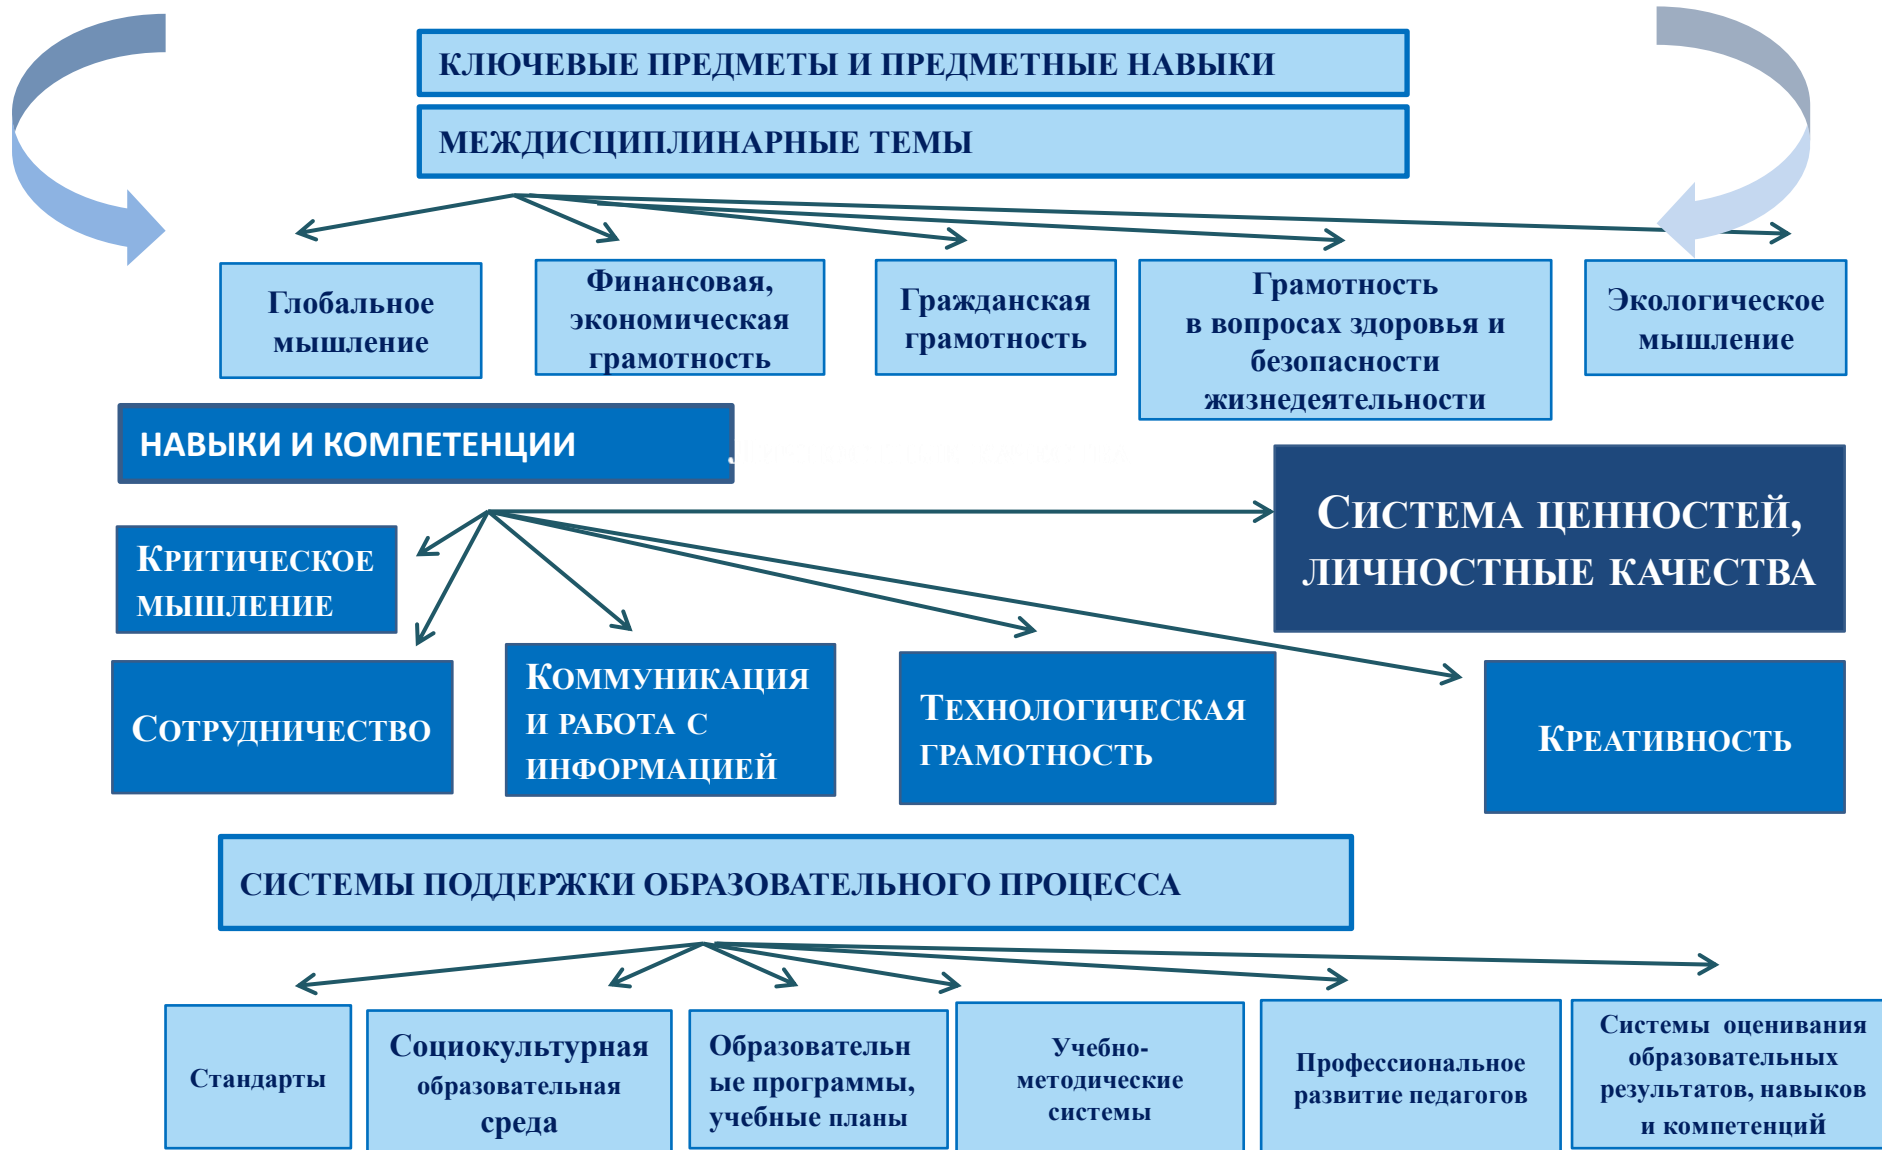 КЛЮЧЕВЫЕ ПРЕДМЕТЫ И ПРЕДМЕТНЫЕ НАВЫКИ
МЕЖДИСЦИПЛИНАРНЫЕ ТЕМЫ
Глобальное
мышление
Финансовая,
экономическая
грамотность
Гражданская
грамотность
Грамотность
в вопросах здоровья и
безопасности
жизнедеятельности
Экологическое
мышление
НАВЫКИ И КОМПЕТЕНЦИИ
СИСТЕМА ЦЕННОСТЕЙ,
ЛИЧНОСТНЫЕ КАЧЕСТВА
КРИТИЧЕСКОЕ
МЫШЛЕНИЕ
СОТРУДНИЧЕСТВО
КОММУНИКАЦИЯ
И РАБОТА С
ИНФОРМАЦИЕЙ
ТЕХНОЛОГИЧЕСКАЯ
ГРАМОТНОСТЬ
КРЕАТИВНОСТЬ
СИСТЕМЫ ПОДДЕРЖКИ ОБРАЗОВАТЕЛЬНОГО ПРОЦЕССА
Стандарты
Социокультурная
образовательная
среда
Образовательн
ые программы,
учебные планы
Учебно-
методические
системы
Профессиональное
развитие педагогов
Системы оценивания
образовательных
результатов, навыков
и компетенций